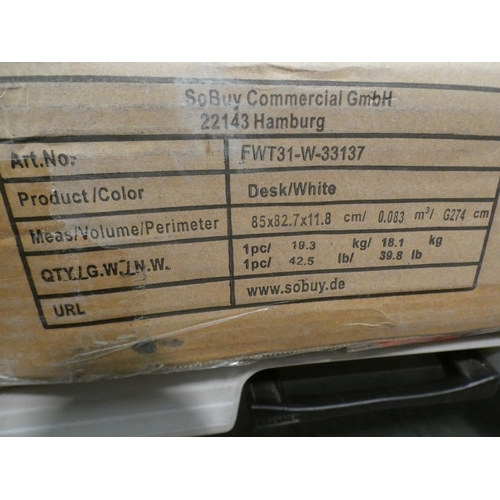 SoBuy Commercial GmbH
22143 Hamburg
Art.No. FWT31-W-33137
Product/Color Desk/White
Meas/Volume/Perimeter 85x82.7x11.8 cm/ 0.083 m³/ G274 cm
QTY./G.W./N.W. 1pc/ 19.3 kg/ 18.1 kg
1pc/ 42.5 lb/ 39.8 lb
URL www.sobuy.de